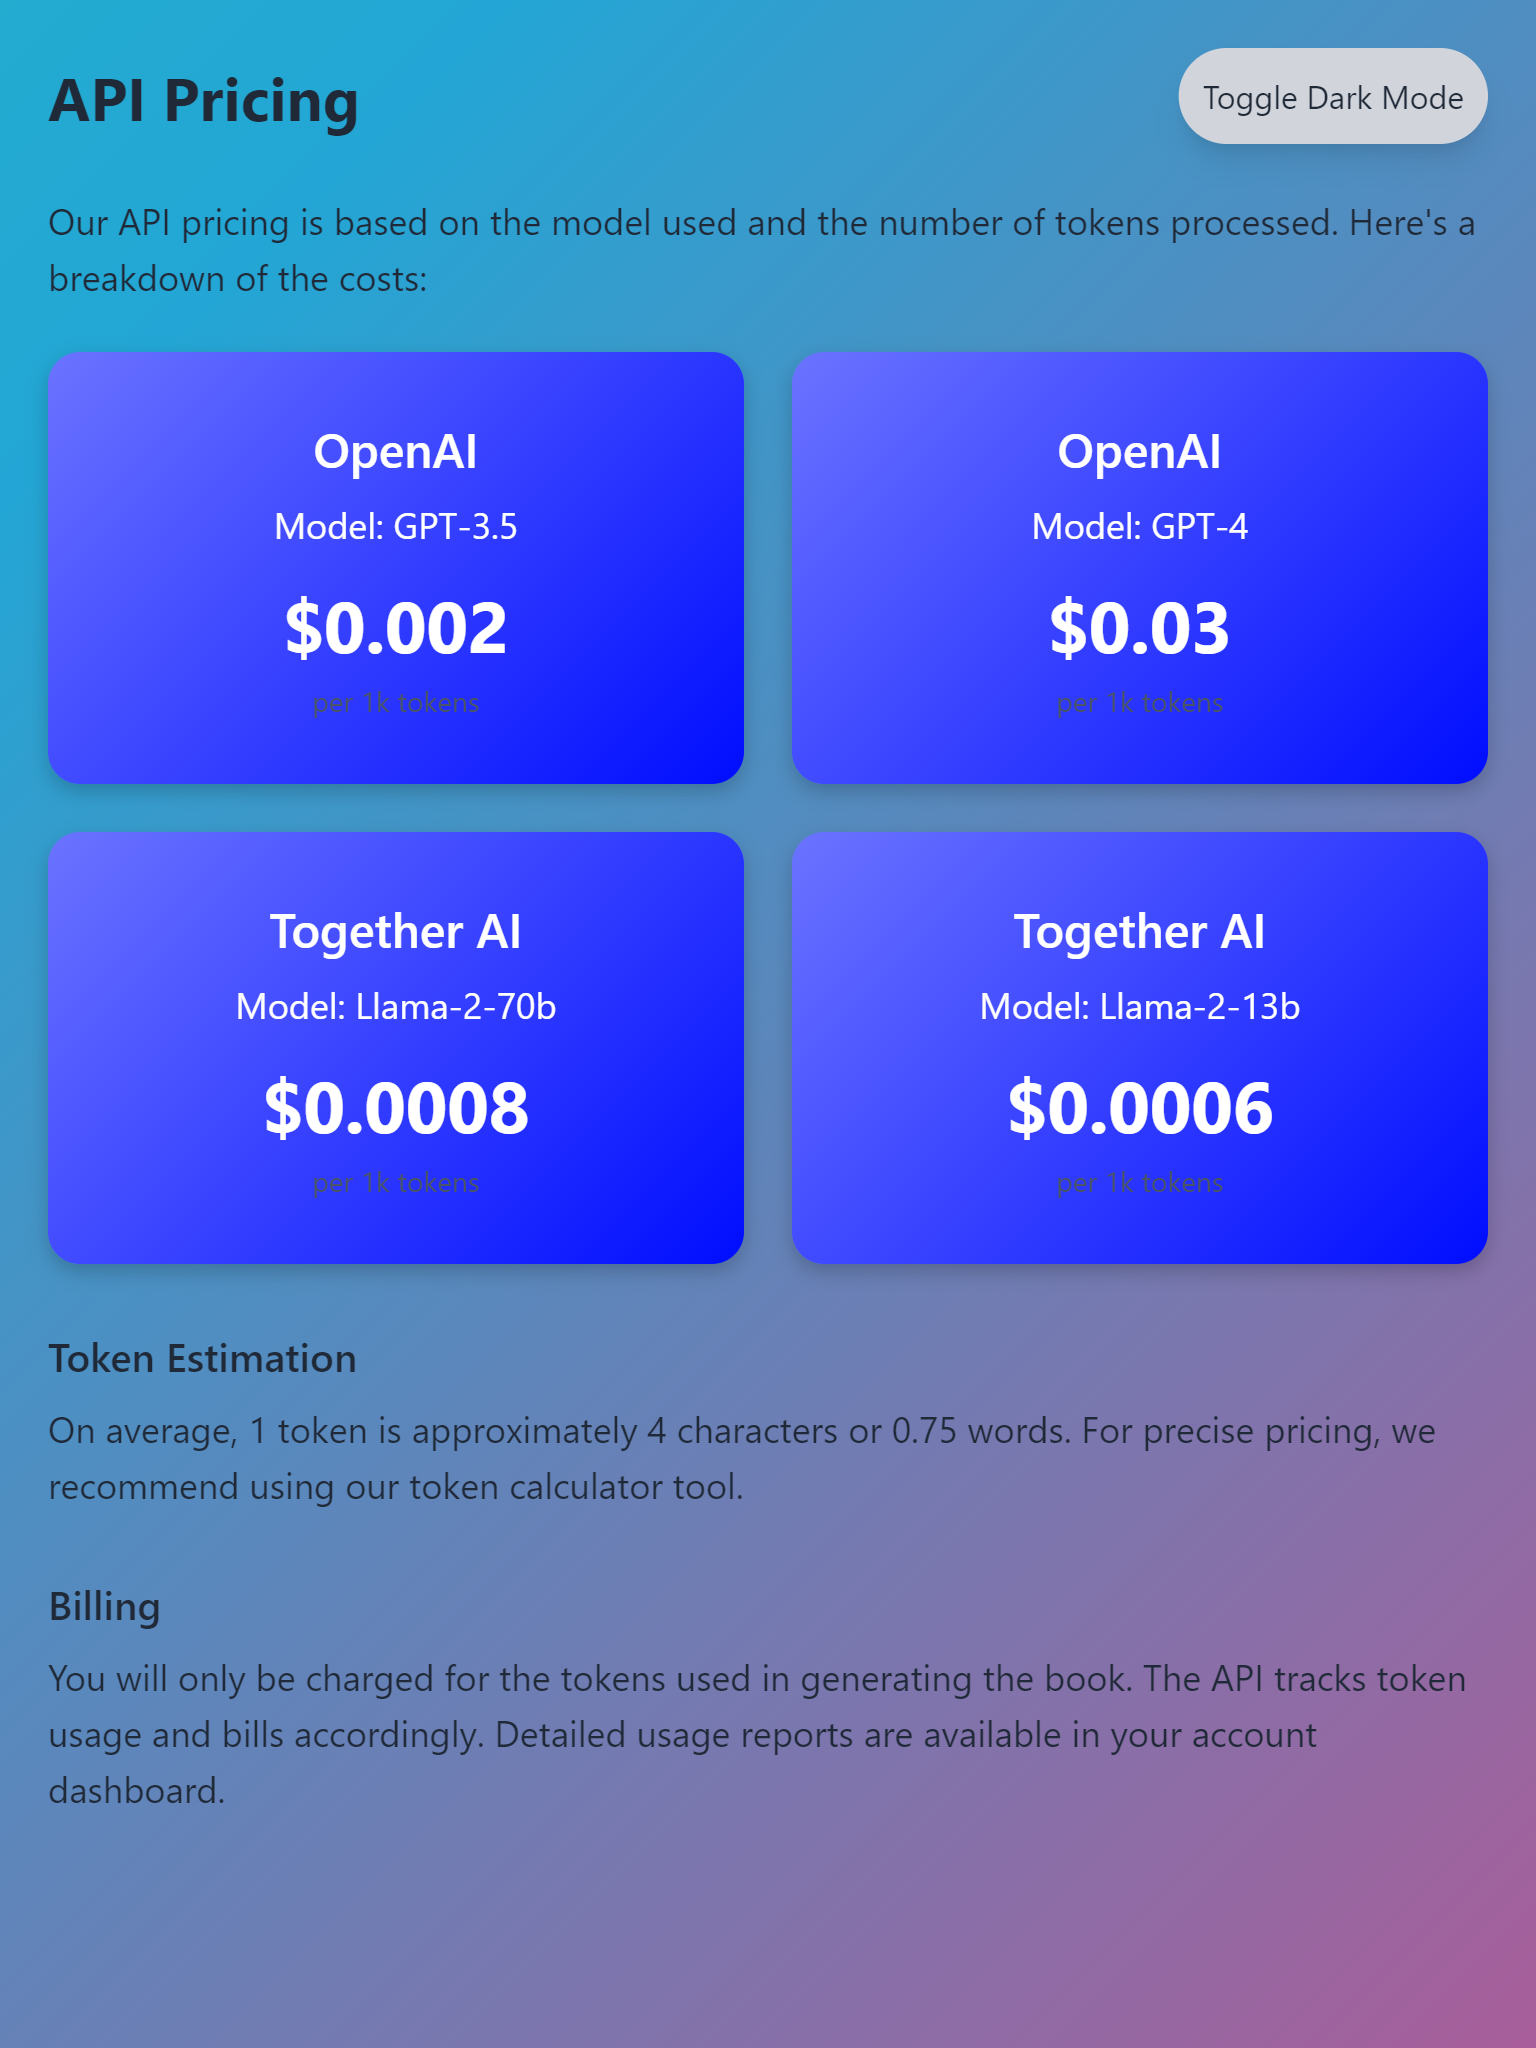 API Pricing
Toggle Dark Mode
Our API pricing is based on the model used and the number of tokens processed. Here's a
breakdown of the costs:
OpenAI
Model: GPT-3.5
$0.002
per 1k tokens
OpenAI
Model: GPT-4
$0.03
per 1k tokens
Together AI
Model: Llama-2-70b
$0.0008
per 1k tokens
Together AI
Model: Llama-2-13b
$0.0006
per 1k tokens
Token Estimation
On average, 1 token is approximately 4 characters or 0.75 words. For precise pricing, we
recommend using our token calculator tool.
Billing
You will only be charged for the tokens used in generating the book. The API tracks token
usage and bills accordingly. Detailed usage reports are available in your account
dashboard.